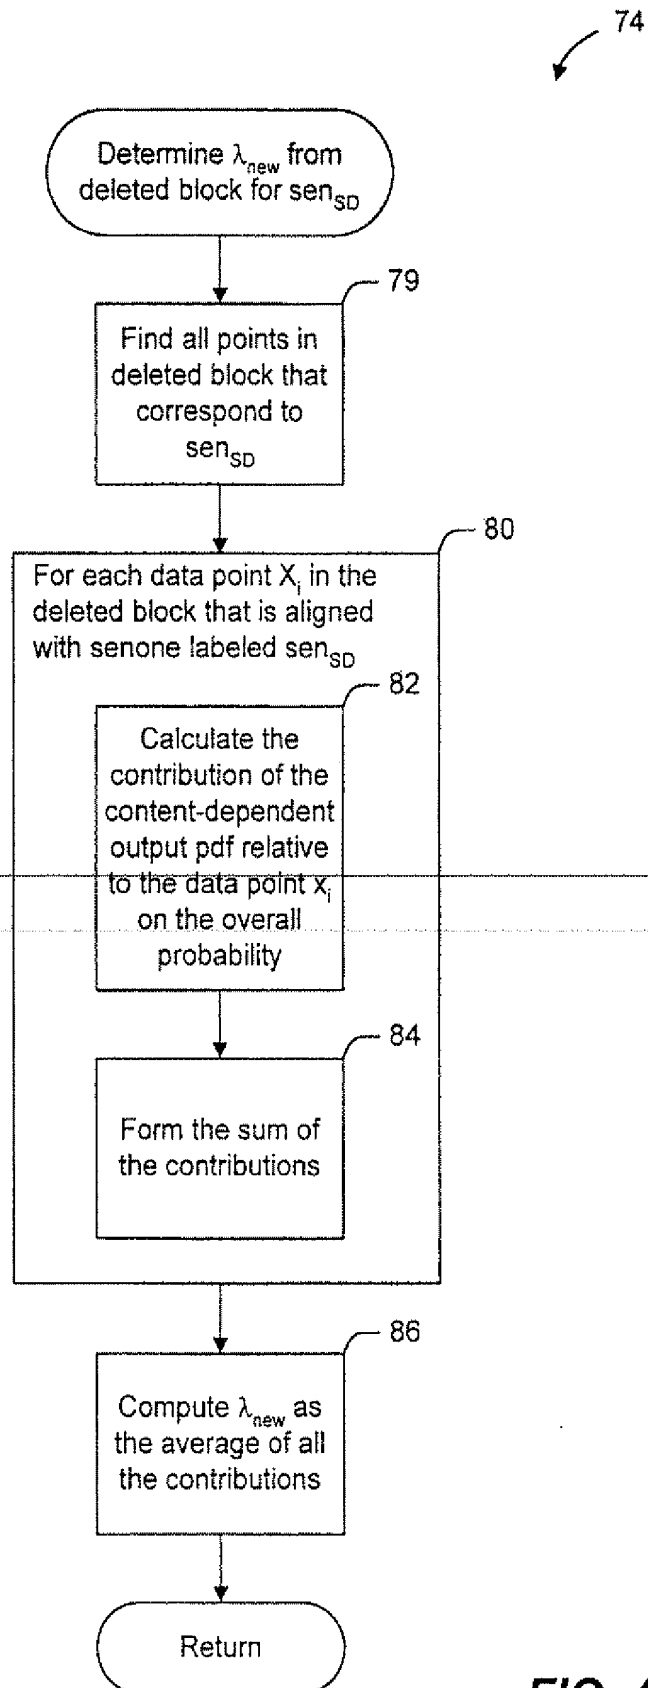 74
Determine λnew from
deleted block for senSD
79
Find all points in
deleted block that
correspond to
senSD
80
For each data point Xi in the
deleted block that is aligned
with senone labeled senSD
82
Calculate the
contribution of the
content-dependent
output pdf relative
to the data point xi
on the overall
probability
84
Form the sum of
the contributions
86
Compute λnew as
the average of all
the contributions
Return
FIG.